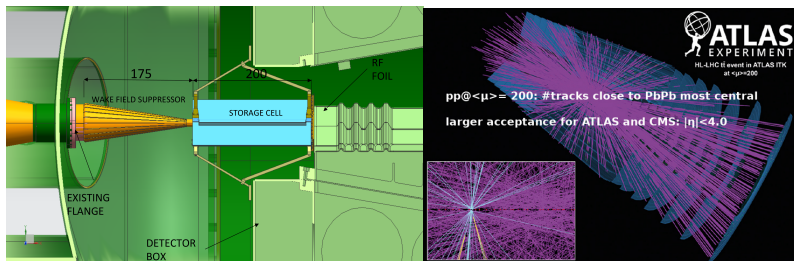 175
200
RF
FOIL
WAKE FIELD SUPPRESSOR
STORAGE CELL
EXISTING
FLANGE
DETECTOR
BOX
ATLAS
EXPERIMENT
HL-LHC tt̄ event in ATLAS ITK
at <µ>=200
pp@<µ>= 200: #tracks close to PbPb most central
larger acceptance for ATLAS and CMS: |η|<4.0